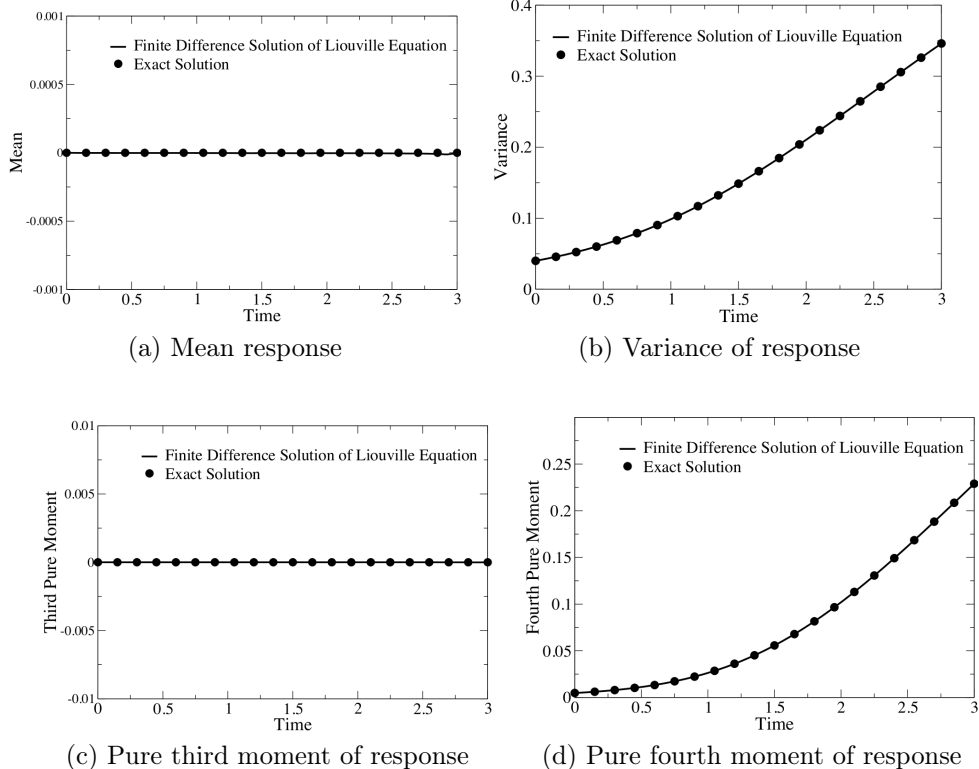 0.001
Finite Difference Solution of Liouville Equation
Exact Solution
0.0005
Mean
0
-0.0005
-0.001
0 0.5 1 1.5 2 2.5 3
Time
(a) Mean response
0.4
Finite Difference Solution of Liouville Equation
Exact Solution
0.3
Variance
0.2
0.1
0
0 0.5 1 1.5 2 2.5 3
Time
(b) Variance of response
0.01
Finite Difference Solution of Liouville Equation
Exact Solution
0.005
Third Pure Moment
0
-0.005
-0.01
0 0.5 1 1.5 2 2.5 3
Time
(c) Pure third moment of response
Finite Difference Solution of Liouville Equation
Exact Solution
0.25
0.2
Fourth Pure Moment
0.15
0.1
0.05
0
0 0.5 1 1.5 2 2.5 3
Time
(d) Pure fourth moment of response